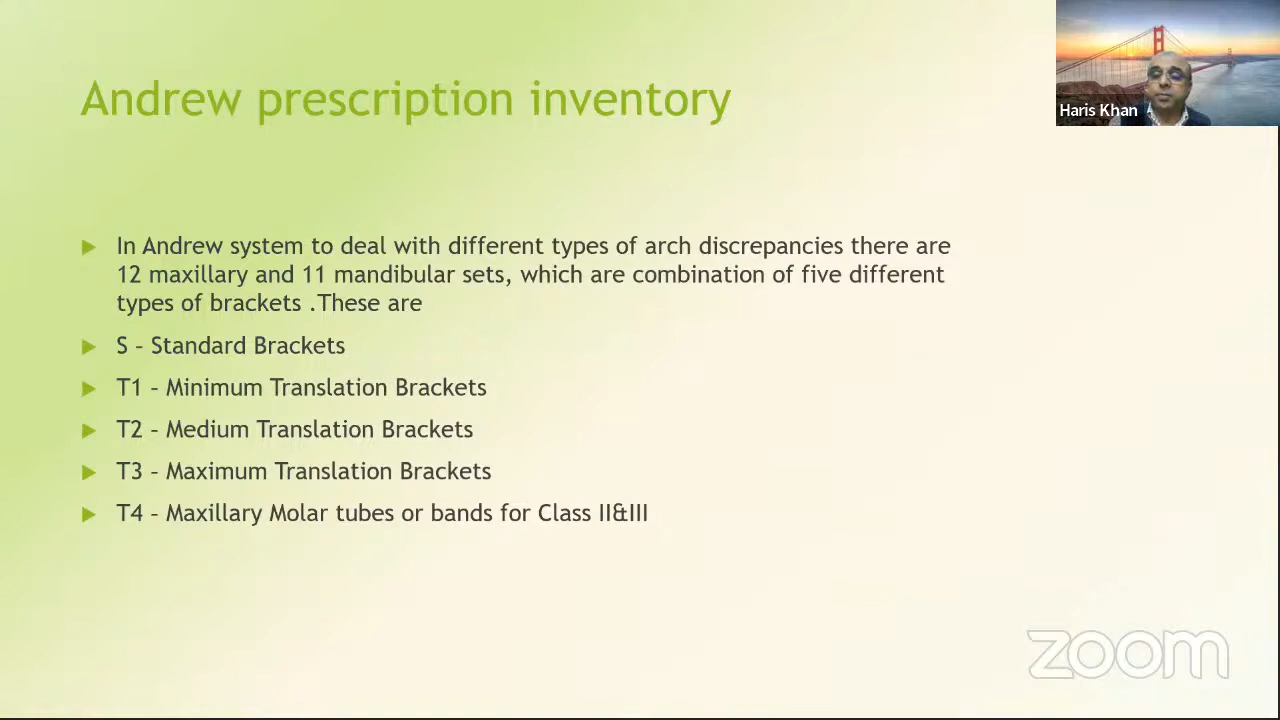 Andrew prescription inventory
Haris Khan
In Andrew system to deal with different types of arch discrepancies there are
12 maxillary and 11 mandibular sets, which are combination of five different
types of brackets .These are
S – Standard Brackets
T1 – Minimum Translation Brackets
T2 – Medium Translation Brackets
T3 – Maximum Translation Brackets
T4 – Maxillary Molar tubes or bands for Class II&III
zoom